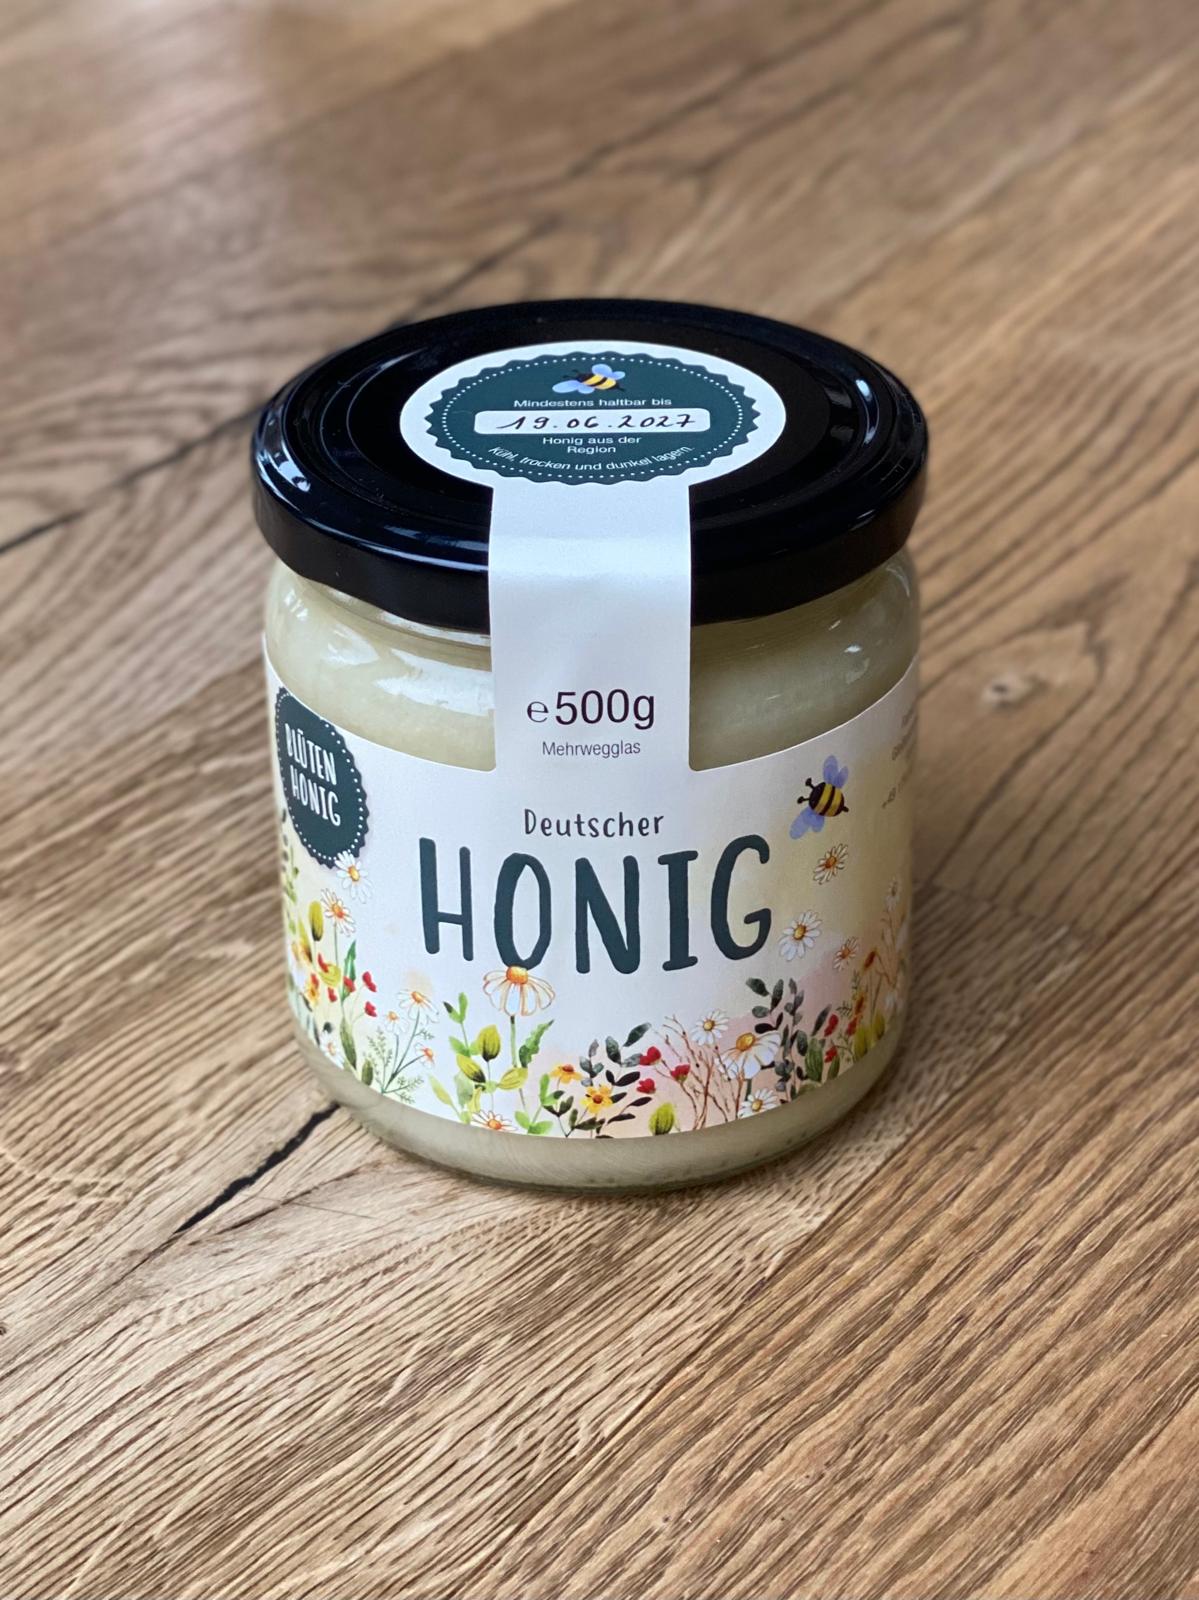 Mindestens haltbar bis
19.06.2027
Honig aus der
Region
Kühl, trocken und dunkel lagern.
e500g
Mehrwegglas
BLÜTEN
HONIG
Deutscher
HONIG